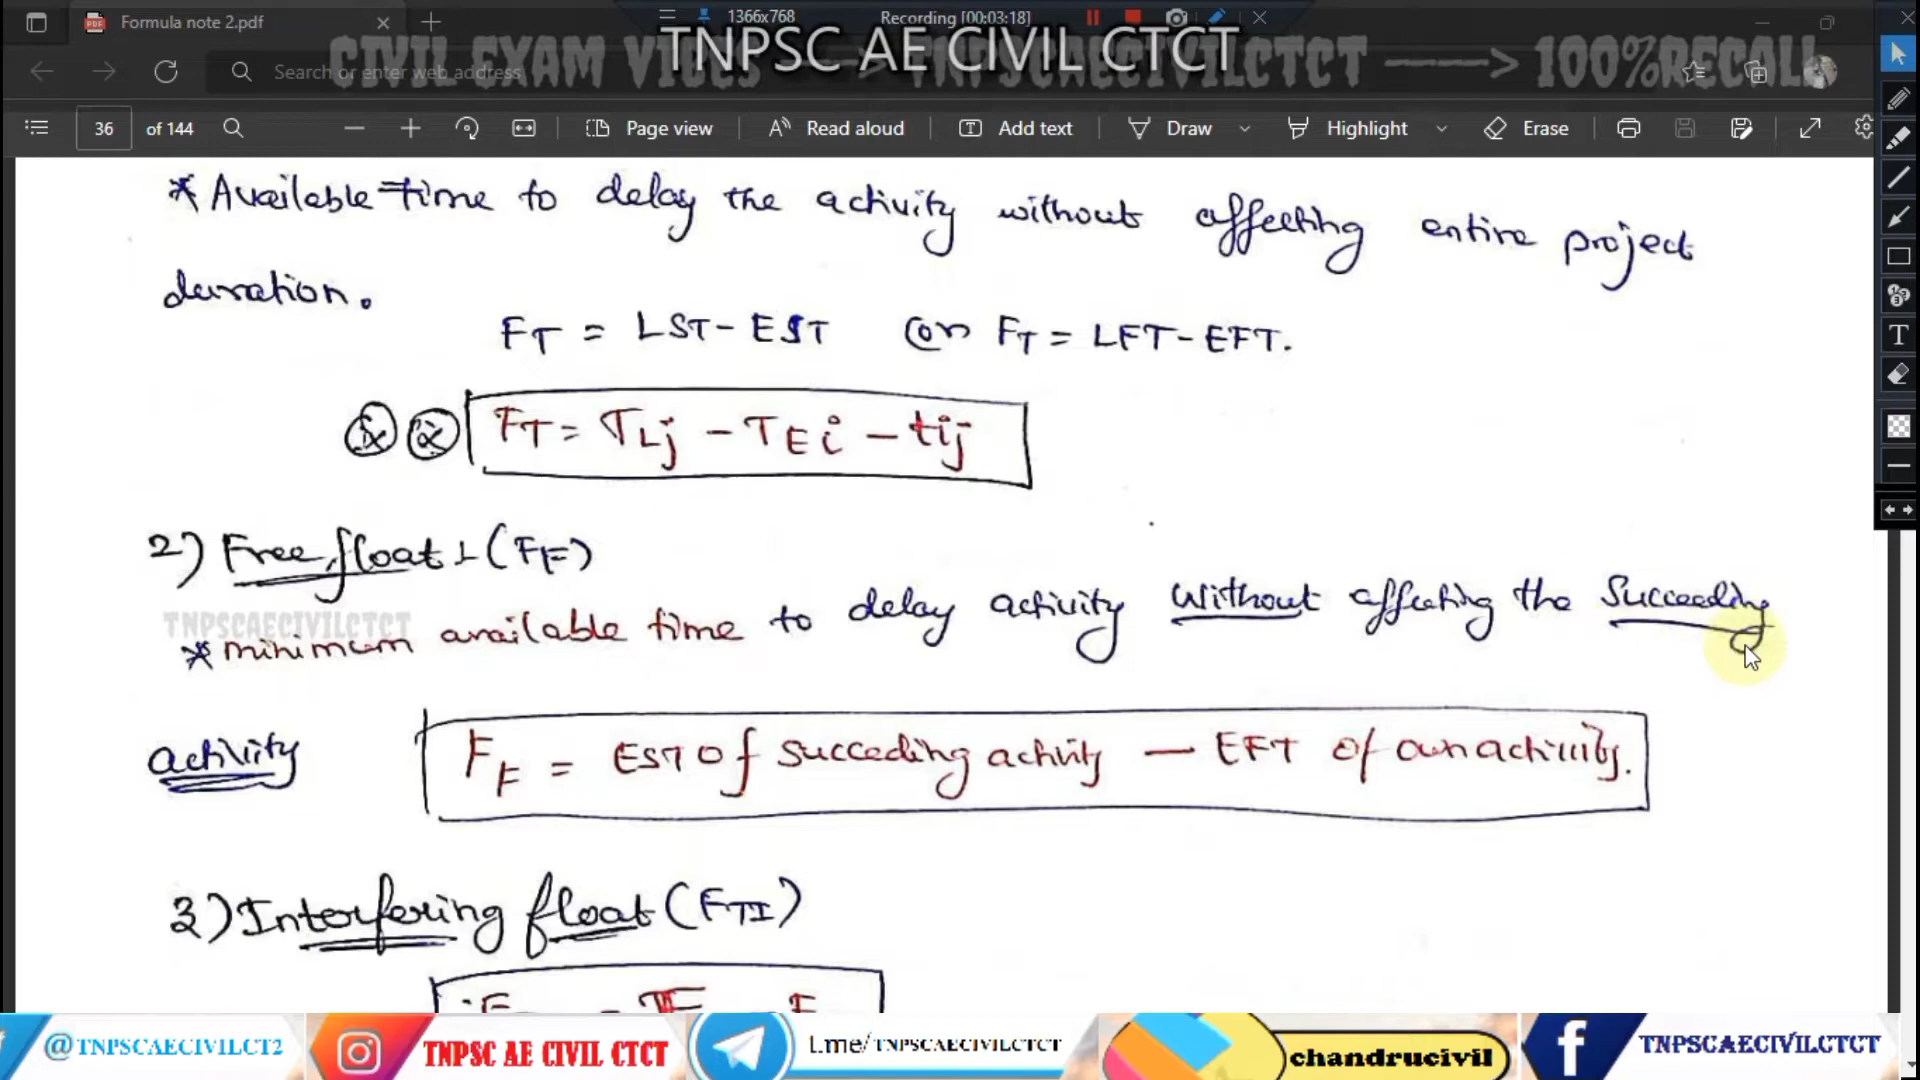 Formula note 2.pdf
1366x768
Recording [00:03:18]
TNPSC AE CIVIL CTCT
CIVIL EXAM VIBES ----> TNPSCAECIVILCTCT ----> 100%RECALL
Search or enter web address
36 of 144
Page view
Read aloud
Add text
Draw
Highlight
Erase
* Available time to delay the activity without affecting entire project
duration.
FT = LST - EST (or) FT = LFT - EFT.
FT = TLj - TEi - tij
2) Free float :- (FF)
TNPSCAECIVILCTCT
* minimum available time to delay activity without affecting the succeeding
activity
FF = EST of succeding activity - EFT of own activity.
3) Interfering float (FTI)
@TNPSCAECIVILCT2
TNPSC AE CIVIL CTCT
t.me/TNPSCAECIVILCTCT
chandrucivil
TNPSCAECIVILCTCT